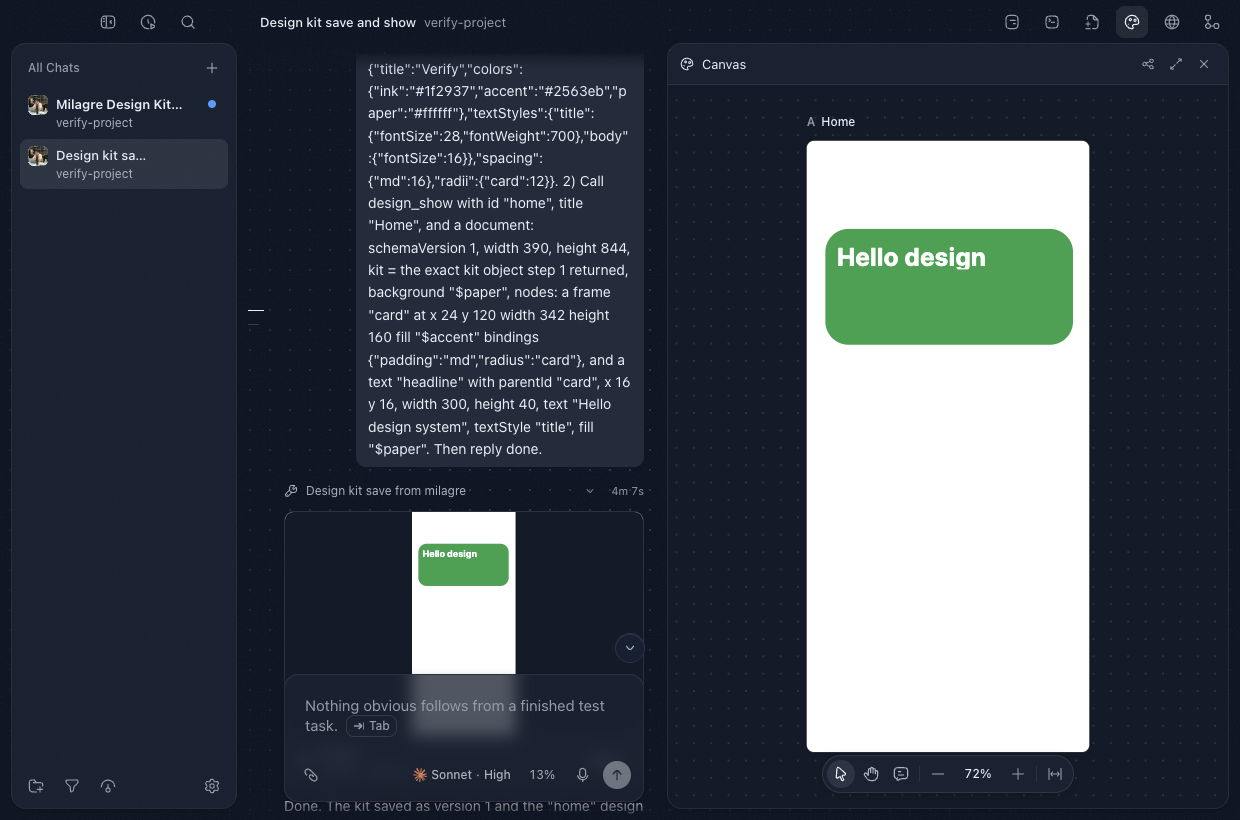 Design kit save and show verify-project
All Chats
Milagre Design Kit...
verify-project
Design kit sa...
verify-project
{"title":"Verify","colors":
{"ink":"#1f2937","accent":"#2563eb","p
aper":"#ffffff"},"textStyles":{"title":
{"fontSize":28,"fontWeight":700},"body"
:{"fontSize":16}},"spacing":
{"md":16},"radii":{"card":12}}. 2) Call
design_show with id "home", title
"Home", and a document:
schemaVersion 1, width 390, height 844,
kit = the exact kit object step 1 returned,
background "$paper", nodes: a frame
"card" at x 24 y 120 width 342 height
160 fill "$accent" bindings
{"padding":"md","radius":"card"}, and a
text "headline" with parentId "card", x 16
y 16, width 300, height 40, text "Hello
design system", textStyle "title", fill
"$paper". Then reply done.
Design kit save from milagre 4m 7s
Hello design
Nothing obvious follows from a finished test
task. Tab
Sonnet · High 13%
Done. The kit saved as version 1 and the "home" design
Canvas
A Home
Hello design
72%